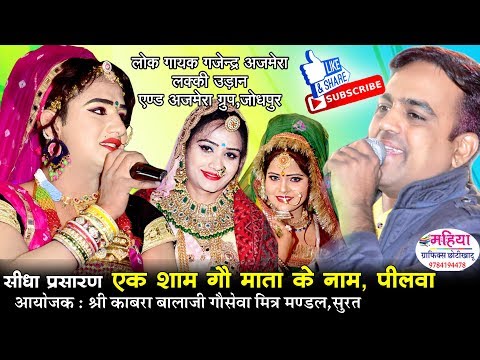 लोक गायक गजेन्द्र अजमेरा
लक्की उड़ान
एण्ड अजमेरा ग्रुप,जोधपुर
LIKE
& SHARE
SUBSCRIBE
महिया
ग्राफिक्स छोटीखाटू
9784194478
सीधा प्रसारण एक शाम गौ माता के नाम, पीलवा
आयोजक : श्री काबरा बालाजी गौसेवा मित्र मण्डल,सुरत